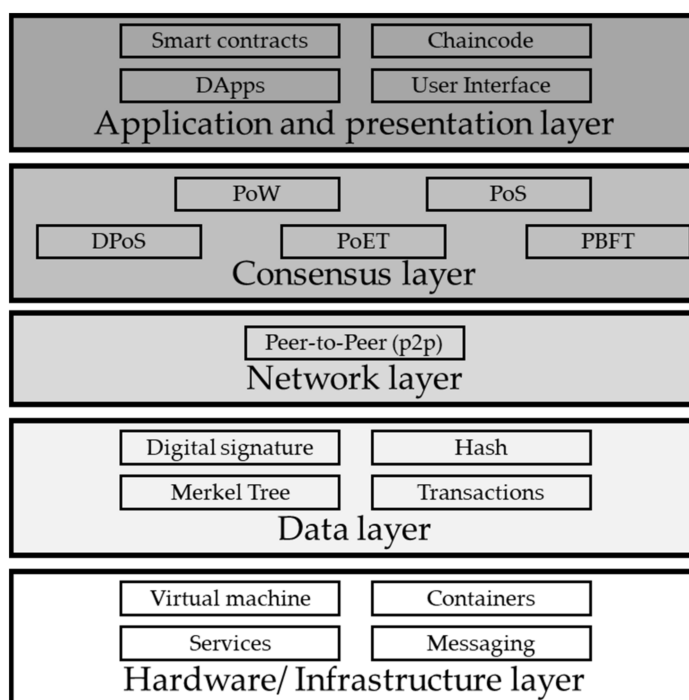 Smart contracts Chaincode
DApps User Interface
Application and presentation layer
PoW PoS
DPoS PoET PBFT
Consensus layer
Peer-to-Peer (p2p)
Network layer
Digital signature Hash
Merkel Tree Transactions
Data layer
Virtual machine Containers
Services Messaging
Hardware/ Infrastructure layer